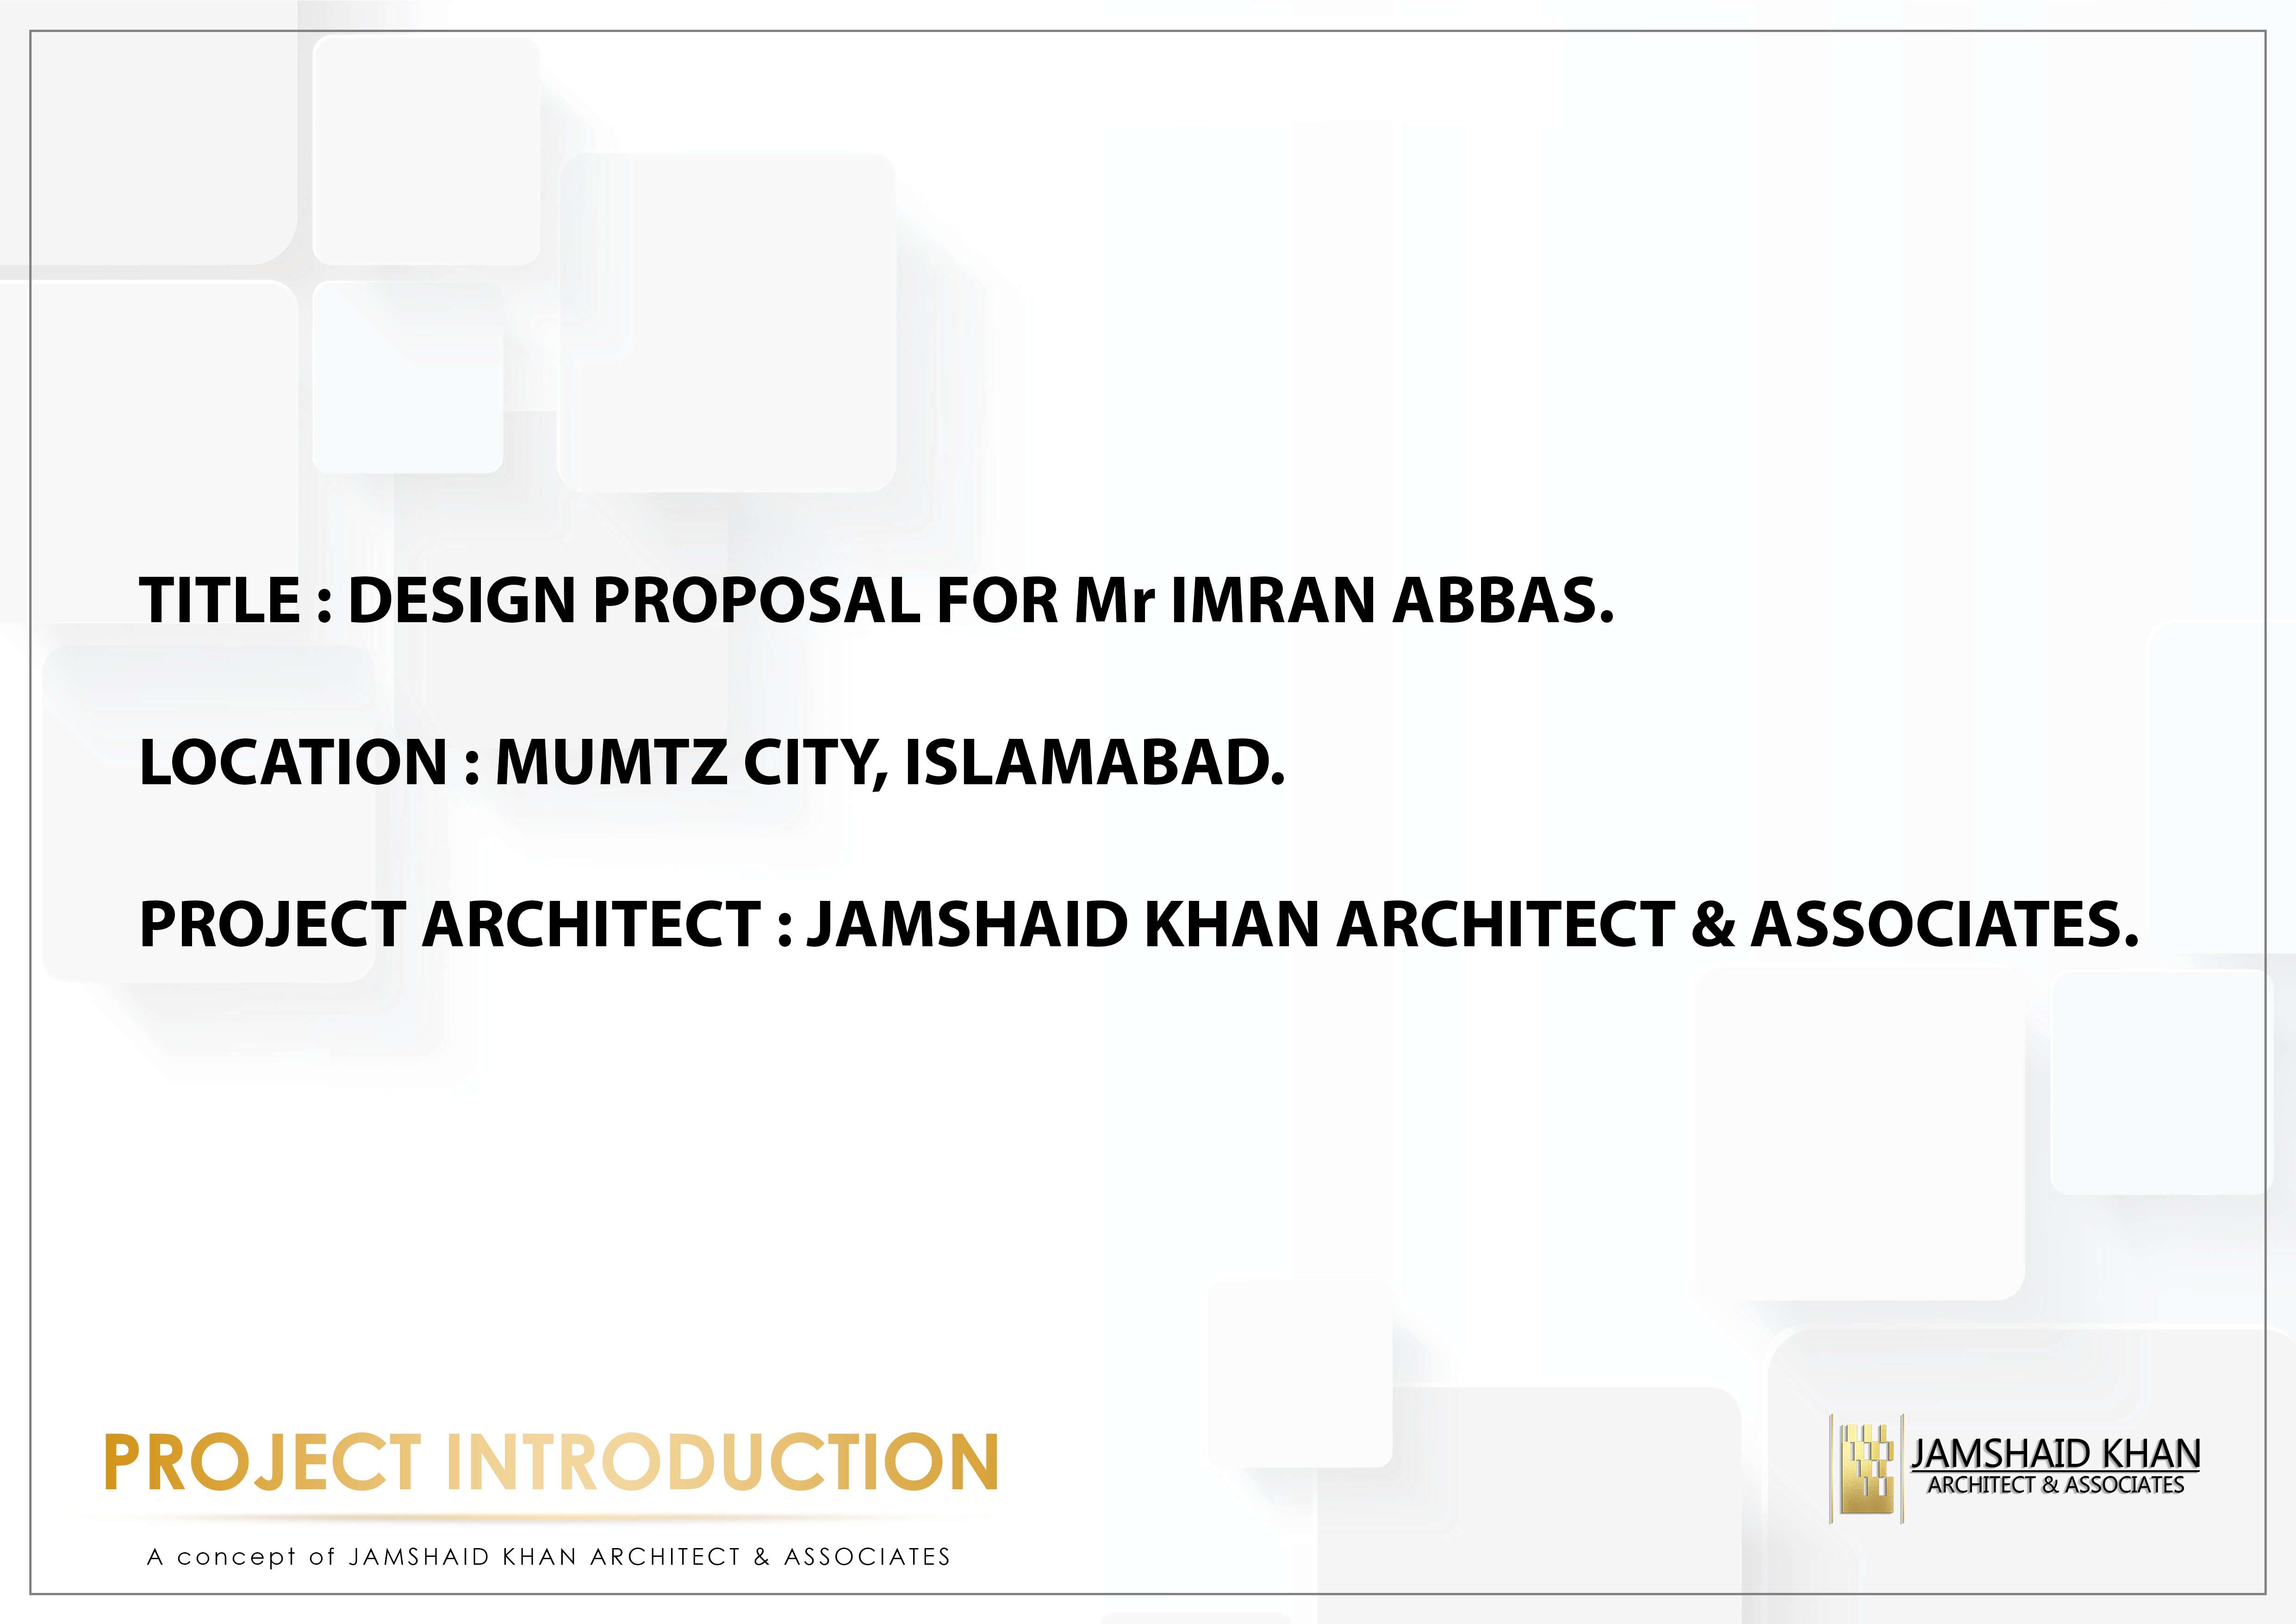 TITLE : DESIGN PROPOSAL FOR Mr IMRAN ABBAS.
LOCATION : MUMTZ CITY, ISLAMABAD.
PROJECT ARCHITECT : JAMSHAID KHAN ARCHITECT & ASSOCIATES.
PROJECT INTRODUCTION
A concept of JAMSHAID KHAN ARCHITECT & ASSOCIATES
JAMSHAID KHAN
ARCHITECT & ASSOCIATES